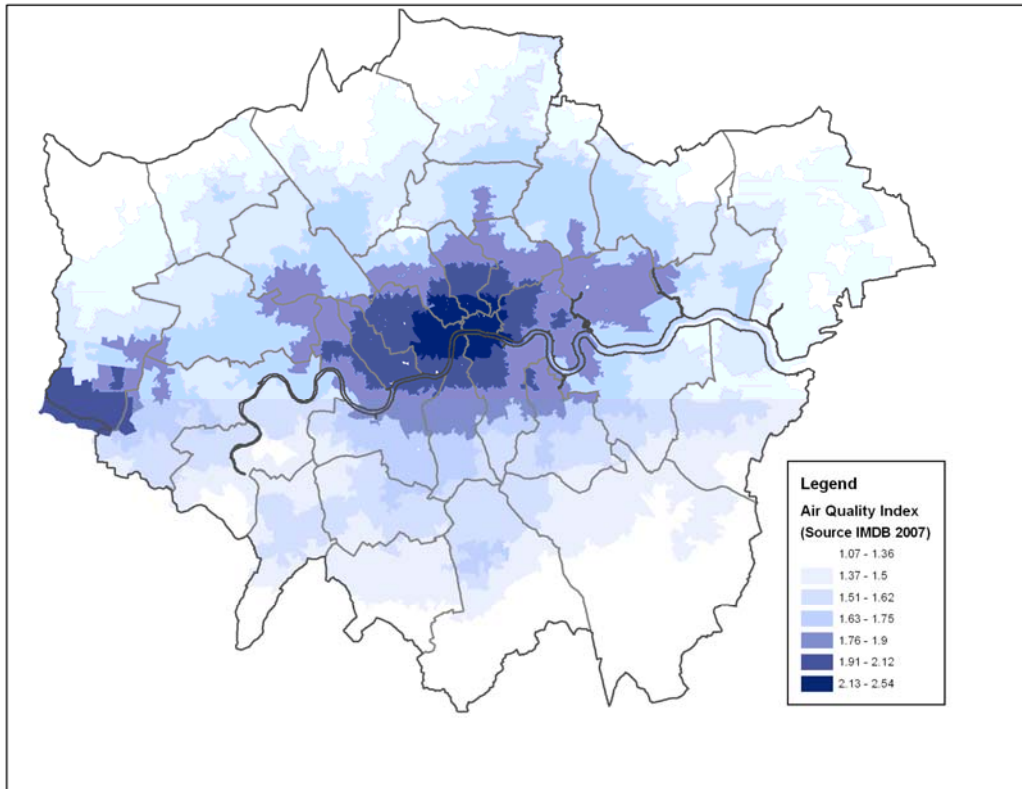 Legend
Air Quality Index
(Source IMDB 2007)
1.07 - 1.36
1.37 - 1.5
1.51 - 1.62
1.63 - 1.75
1.76 - 1.9
1.91 - 2.12
2.13 - 2.54